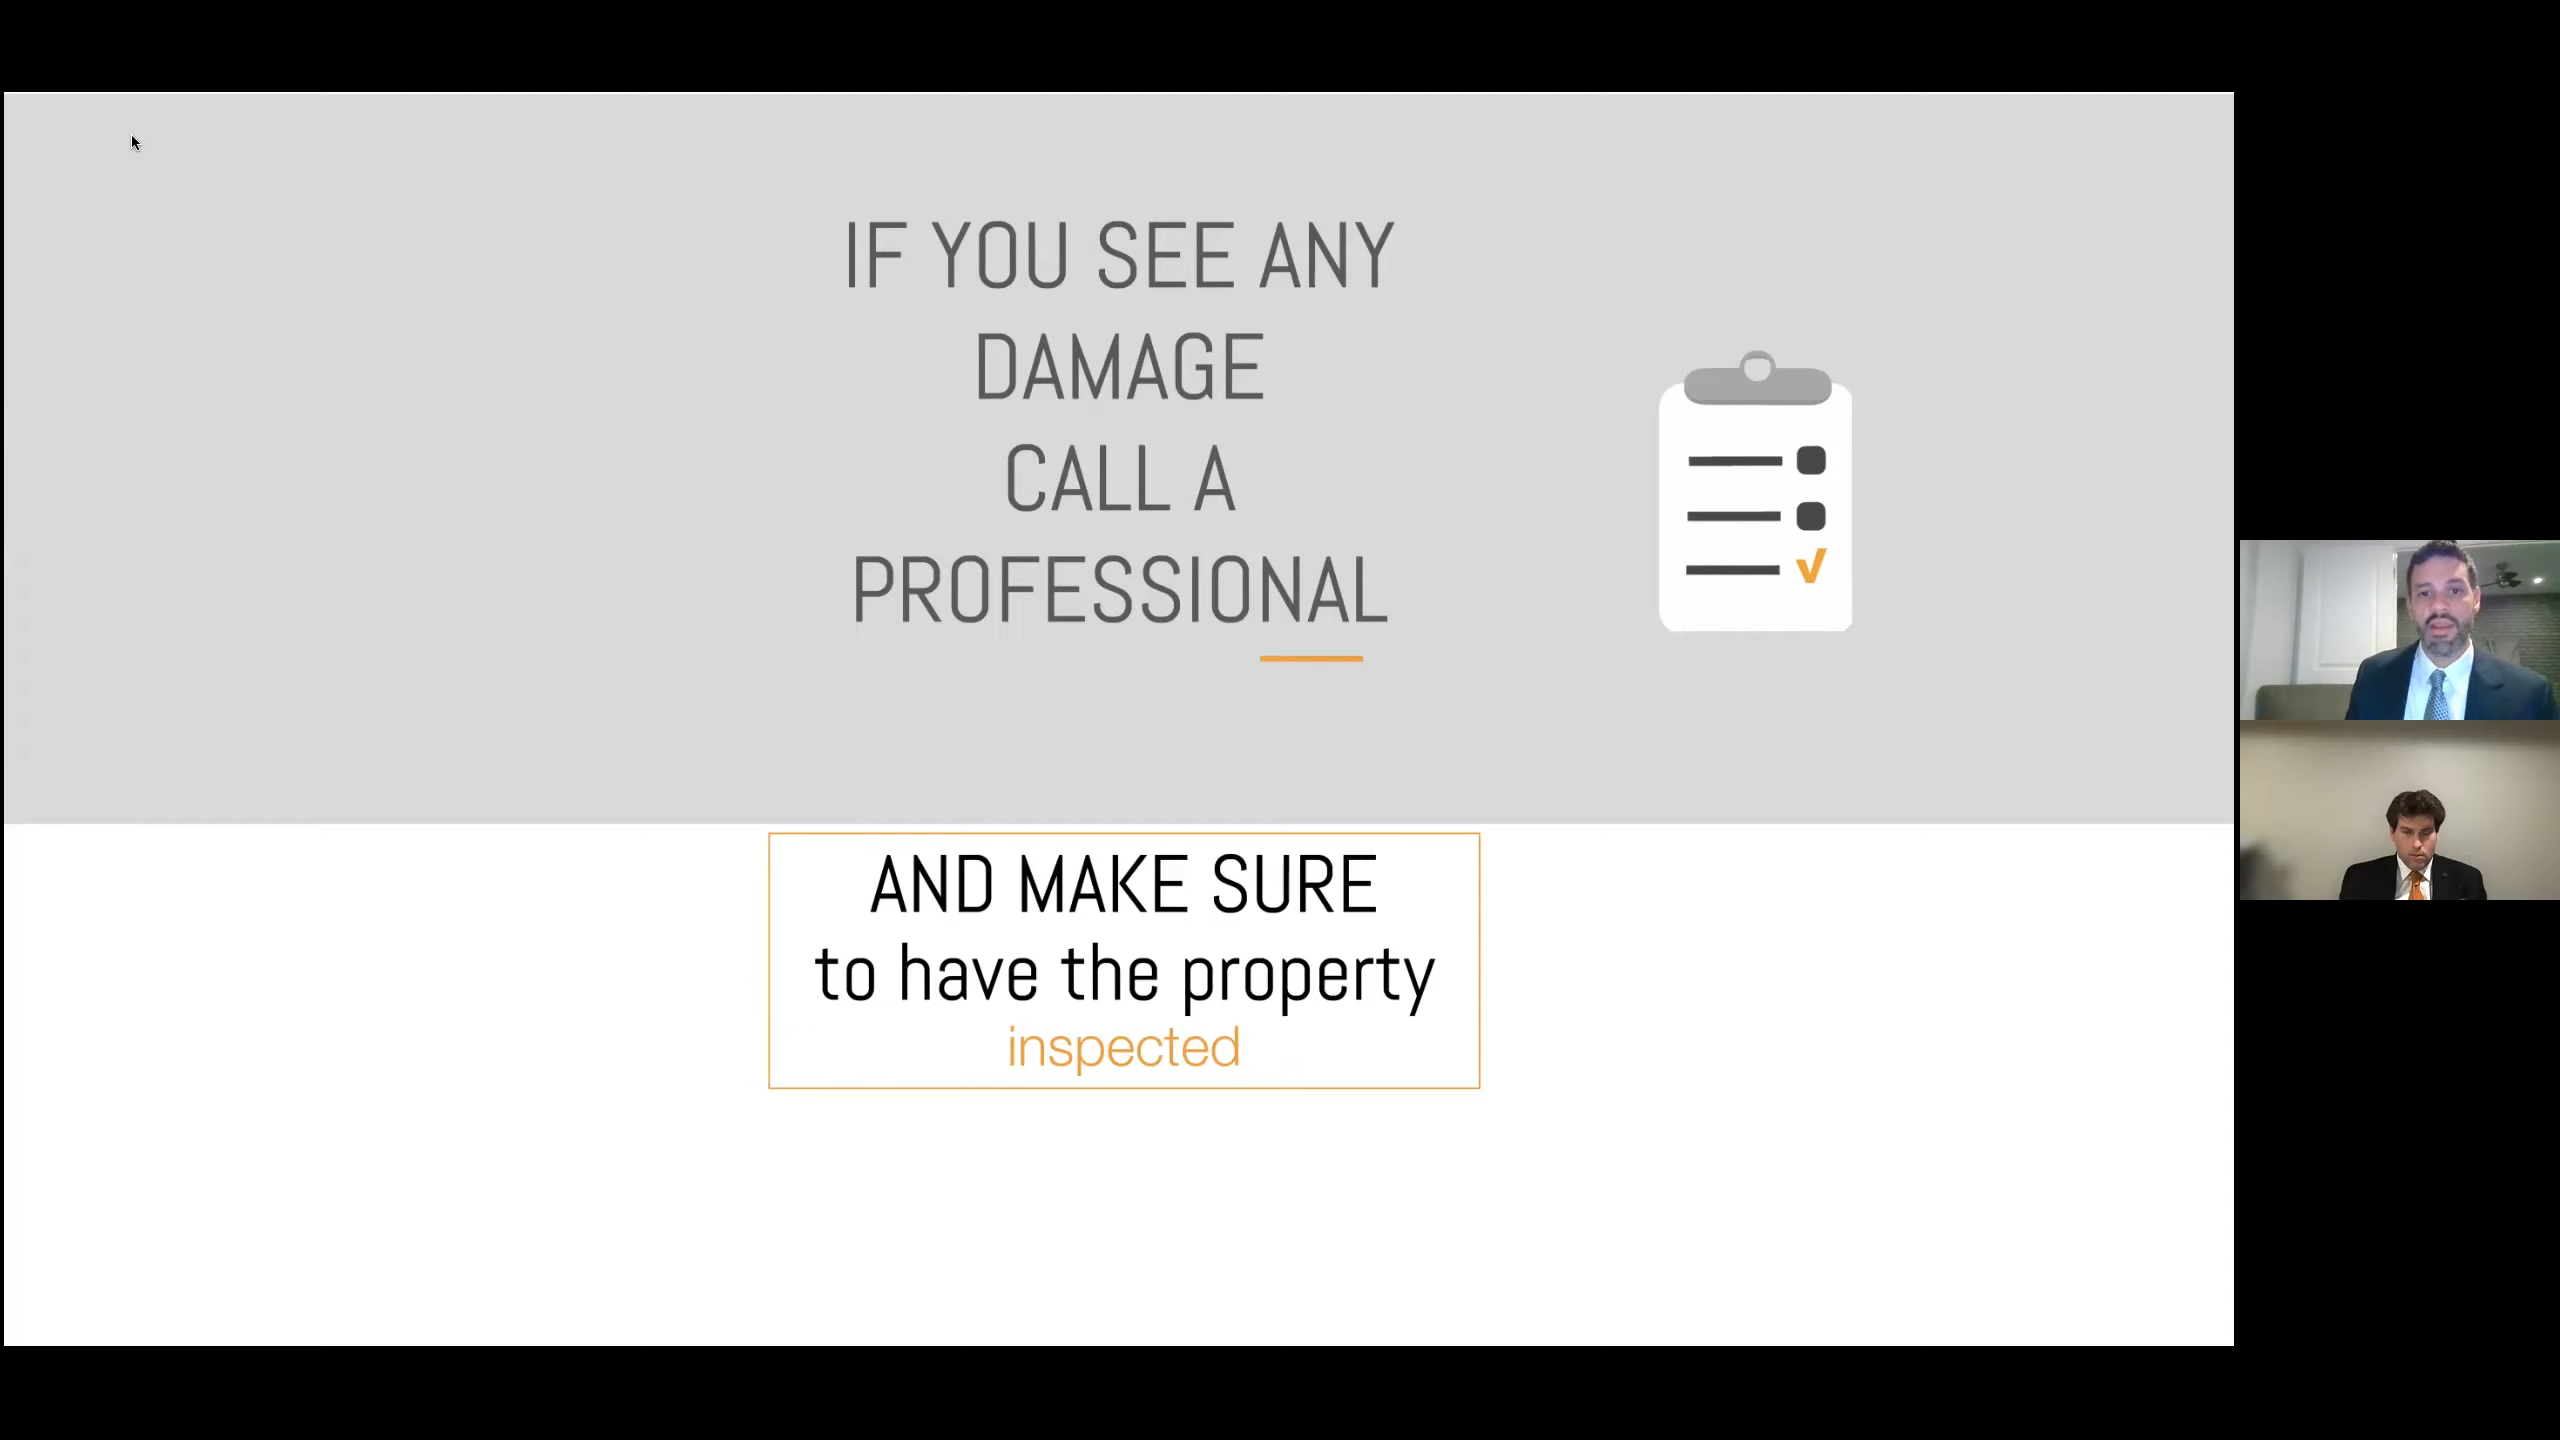 IF YOU SEE ANY
DAMAGE
CALL A
PROFESSIONAL
AND MAKE SURE
to have the property
inspected